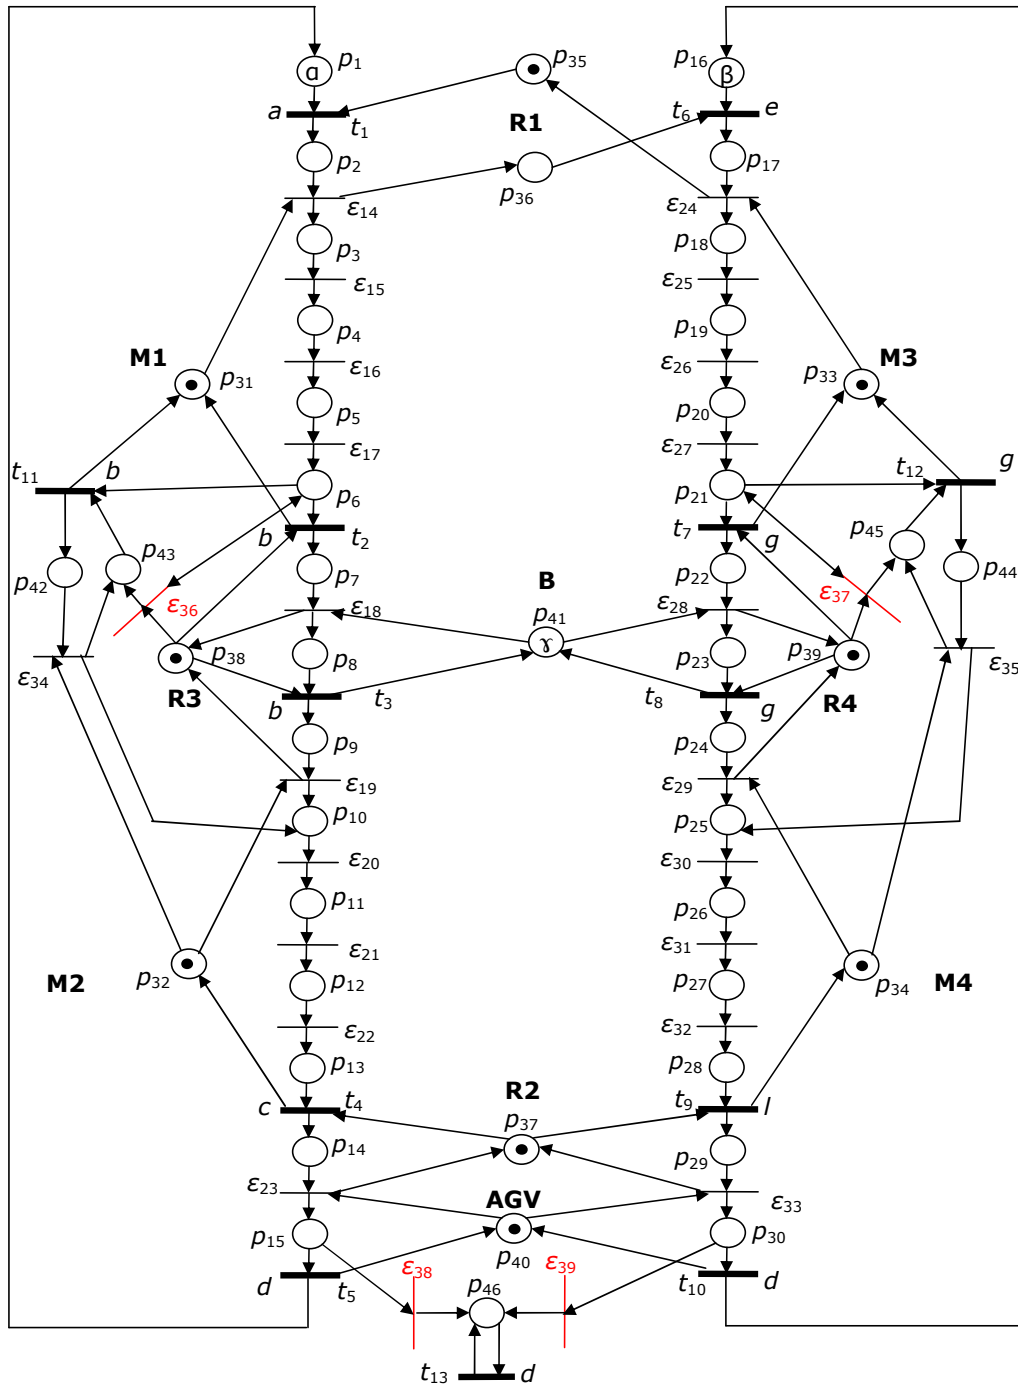 p1 p35 p16
α β
a t1 R1 t6 e
p2 p36 p17
ε14 ε24
p3 p18
ε15 ε25
p4 p19
M1 ε16 ε26 M3
p31 p33
p5 p20
ε17 ε27
t11 b p6 p21 t12 g
b t2 t7 g
p43 p45
p42 p7 p22 p44
ε36 ε37
ε18 B ε28
p41
ɣ
p38 p8 p23 p39
ε34 R3 R4 ε35
b t3 t8 g
p9 p24
ε19 ε29
p10 p25
ε20 ε30
p11 p26
ε21 ε31
M2 p32 p12 p27 p34 M4
ε22 ε32
p13 p28
R2
c t4 p37 t9 l
p14 p29
ε23 AGV ε33
p15 p40 p30
d t5 ε38 ε39 t10 d
p46
t13 d